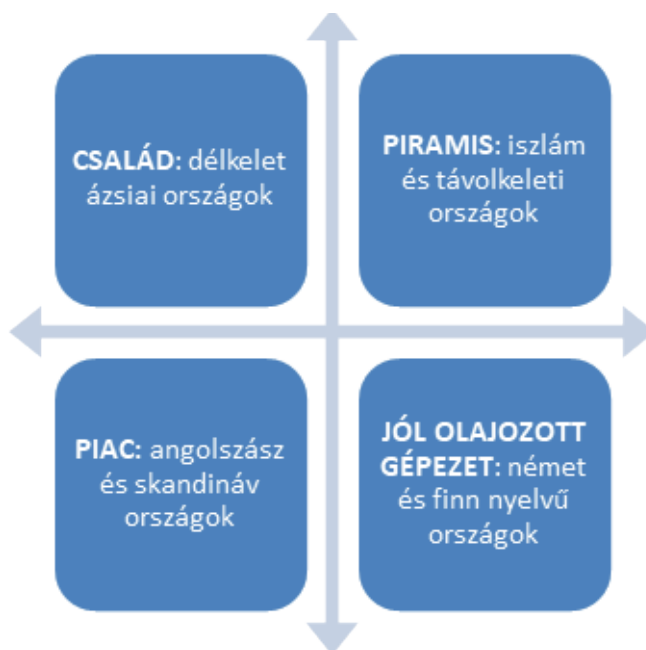 CSALÁD: délkelet
ázsiai országok
PIRAMIS: iszlám
és távolkeleti
országok
PIAC: angolszász
és skandináv
országok
JÓL OLAJOZOTT
GÉPEZET: német
és finn nyelvű
országok